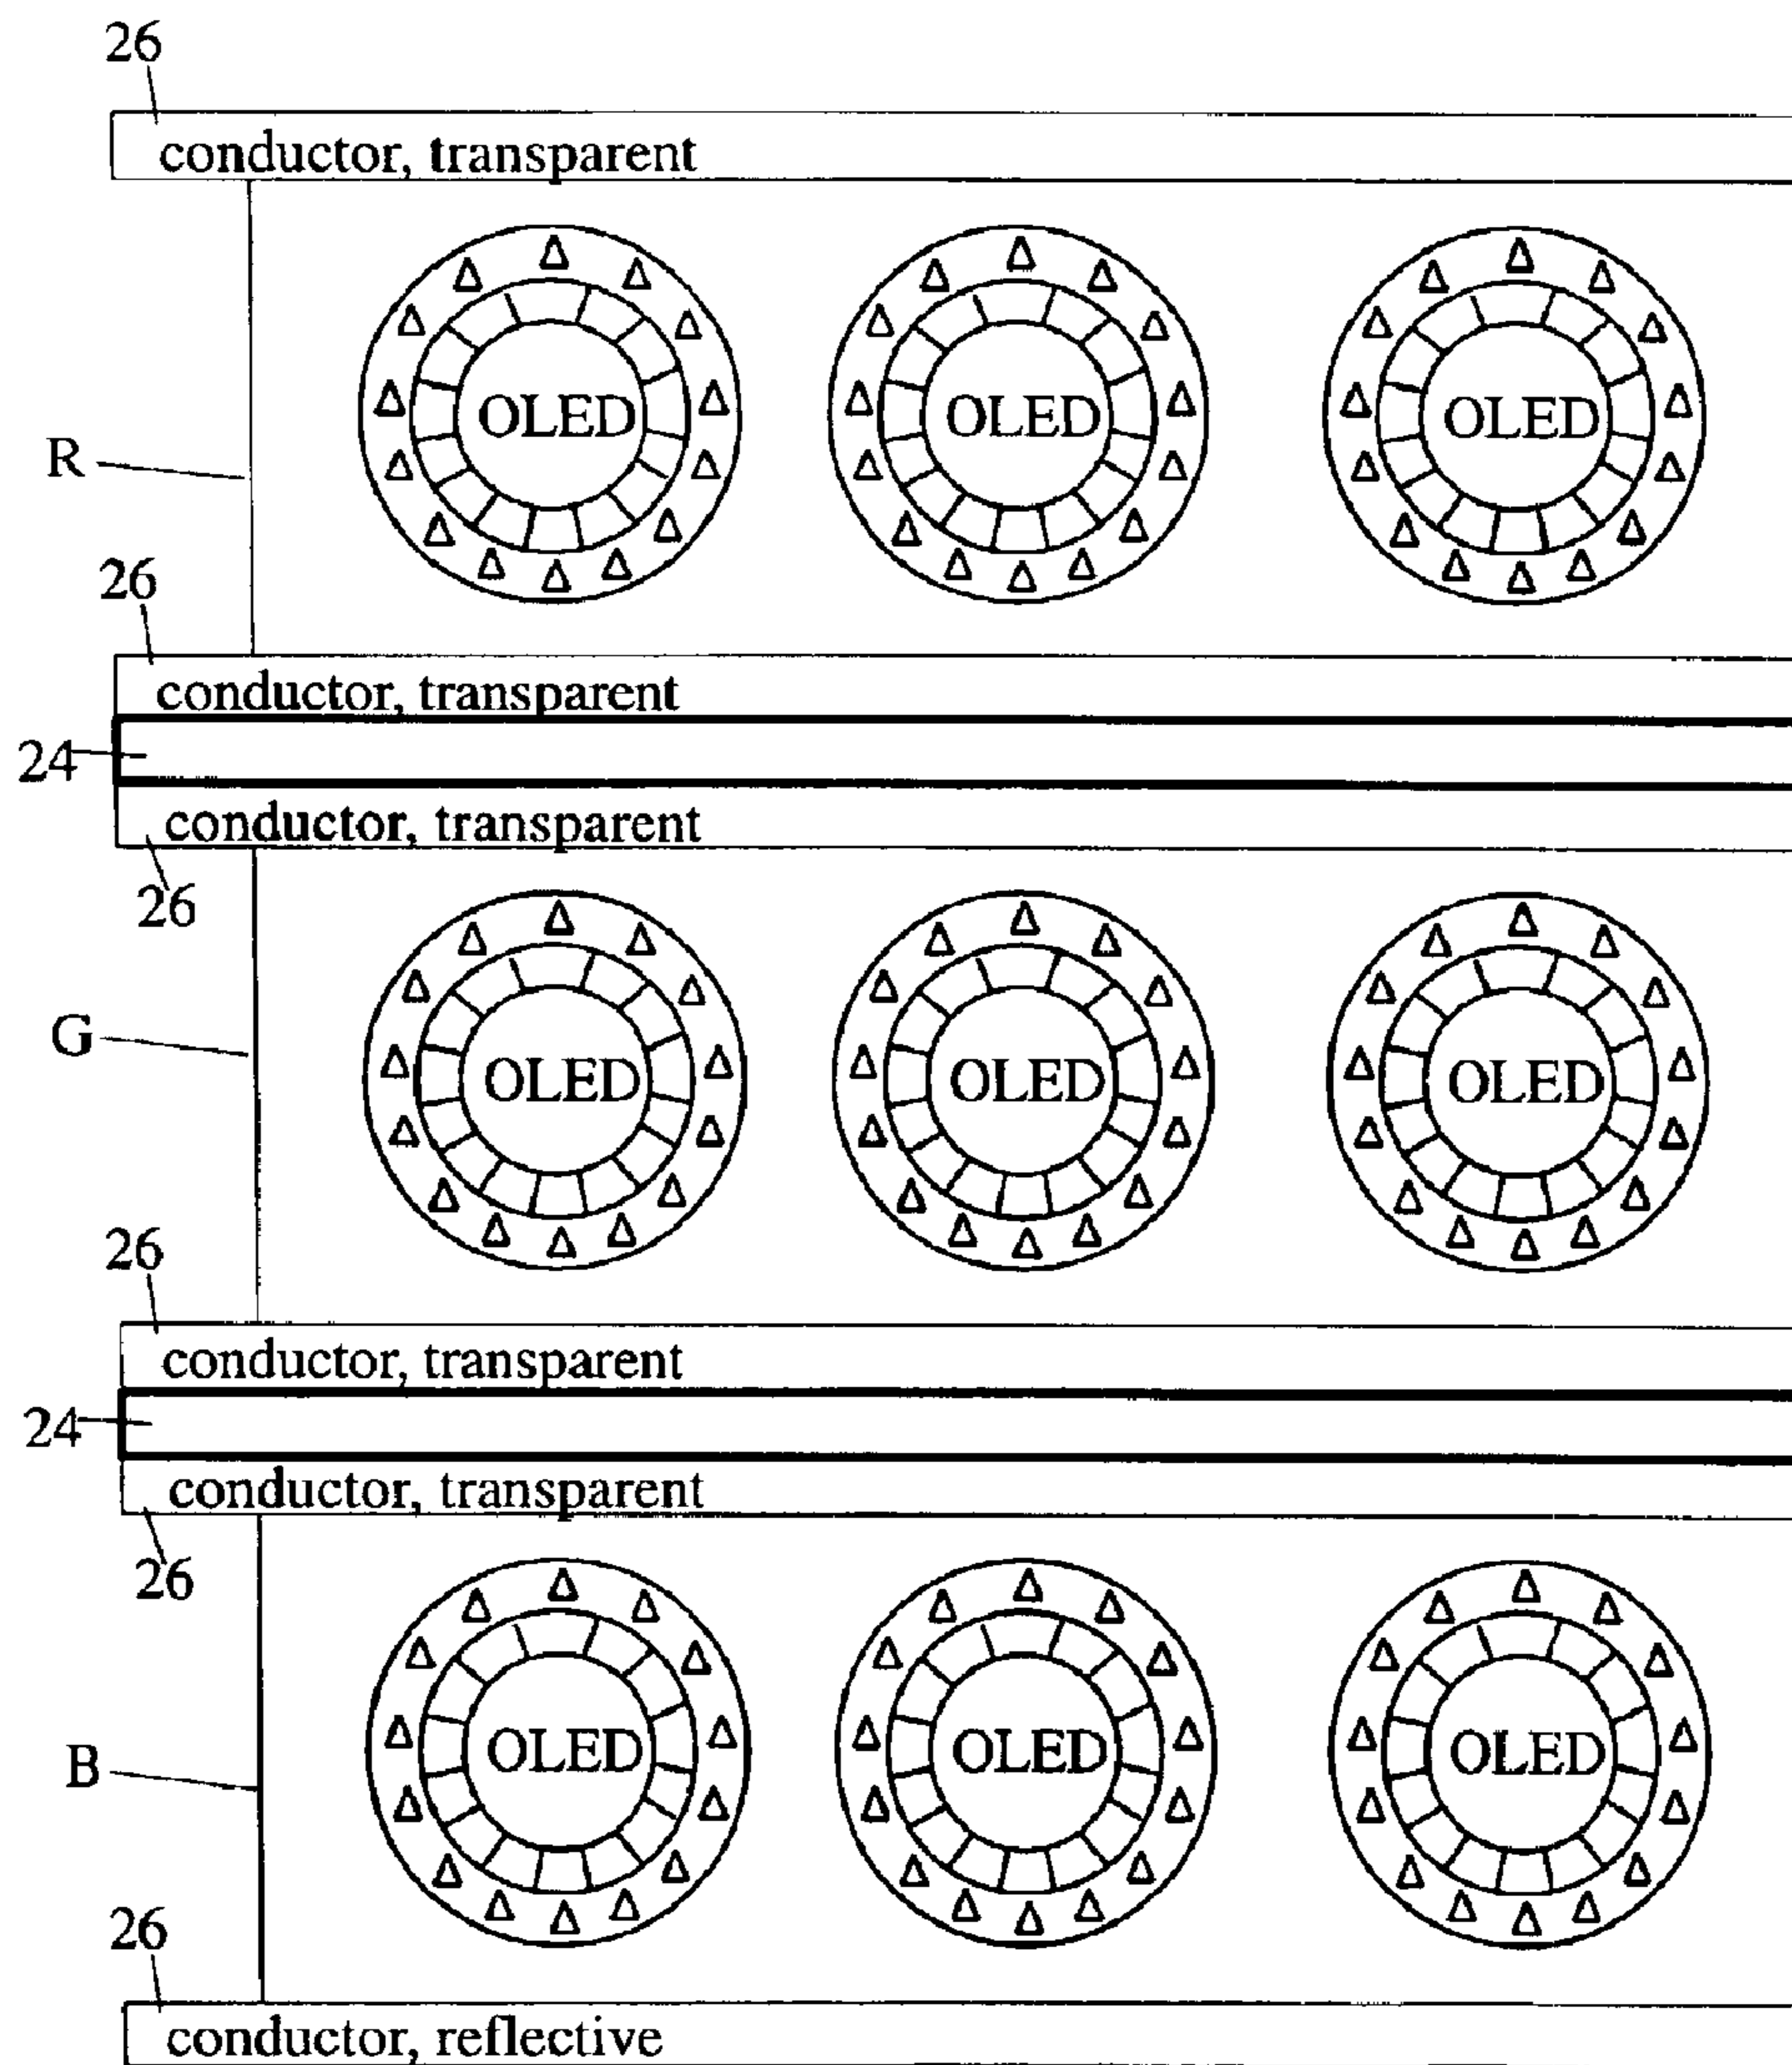 26
conductor, transparent
OLED OLED OLED
R
26
conductor, transparent
24
conductor, transparent
26
OLED OLED OLED
G
26
conductor, transparent
24
conductor, transparent
26
OLED OLED OLED
B
26
conductor, reflective